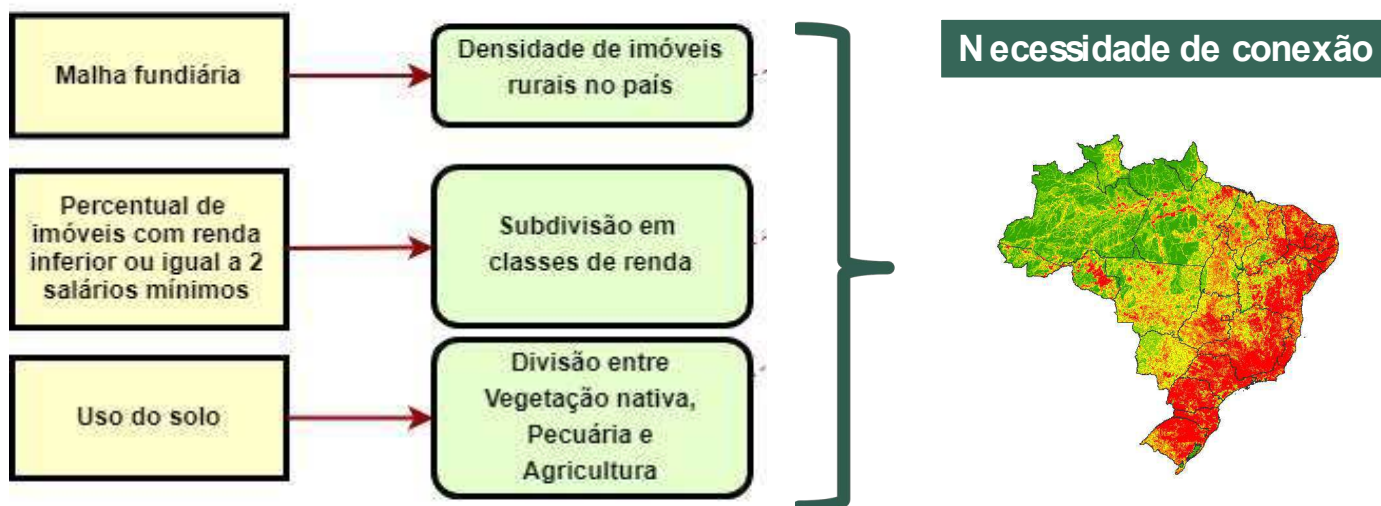 Malha fundiária
Densidade de imóveis
rurais no país
Necessidade de conexão
Percentual de
imóveis com renda
inferior ou igual a 2
salários mínimos
Subdivisão em
classes de renda
Uso do solo
Divisão entre
Vegetação nativa,
Pecuária e
Agricultura